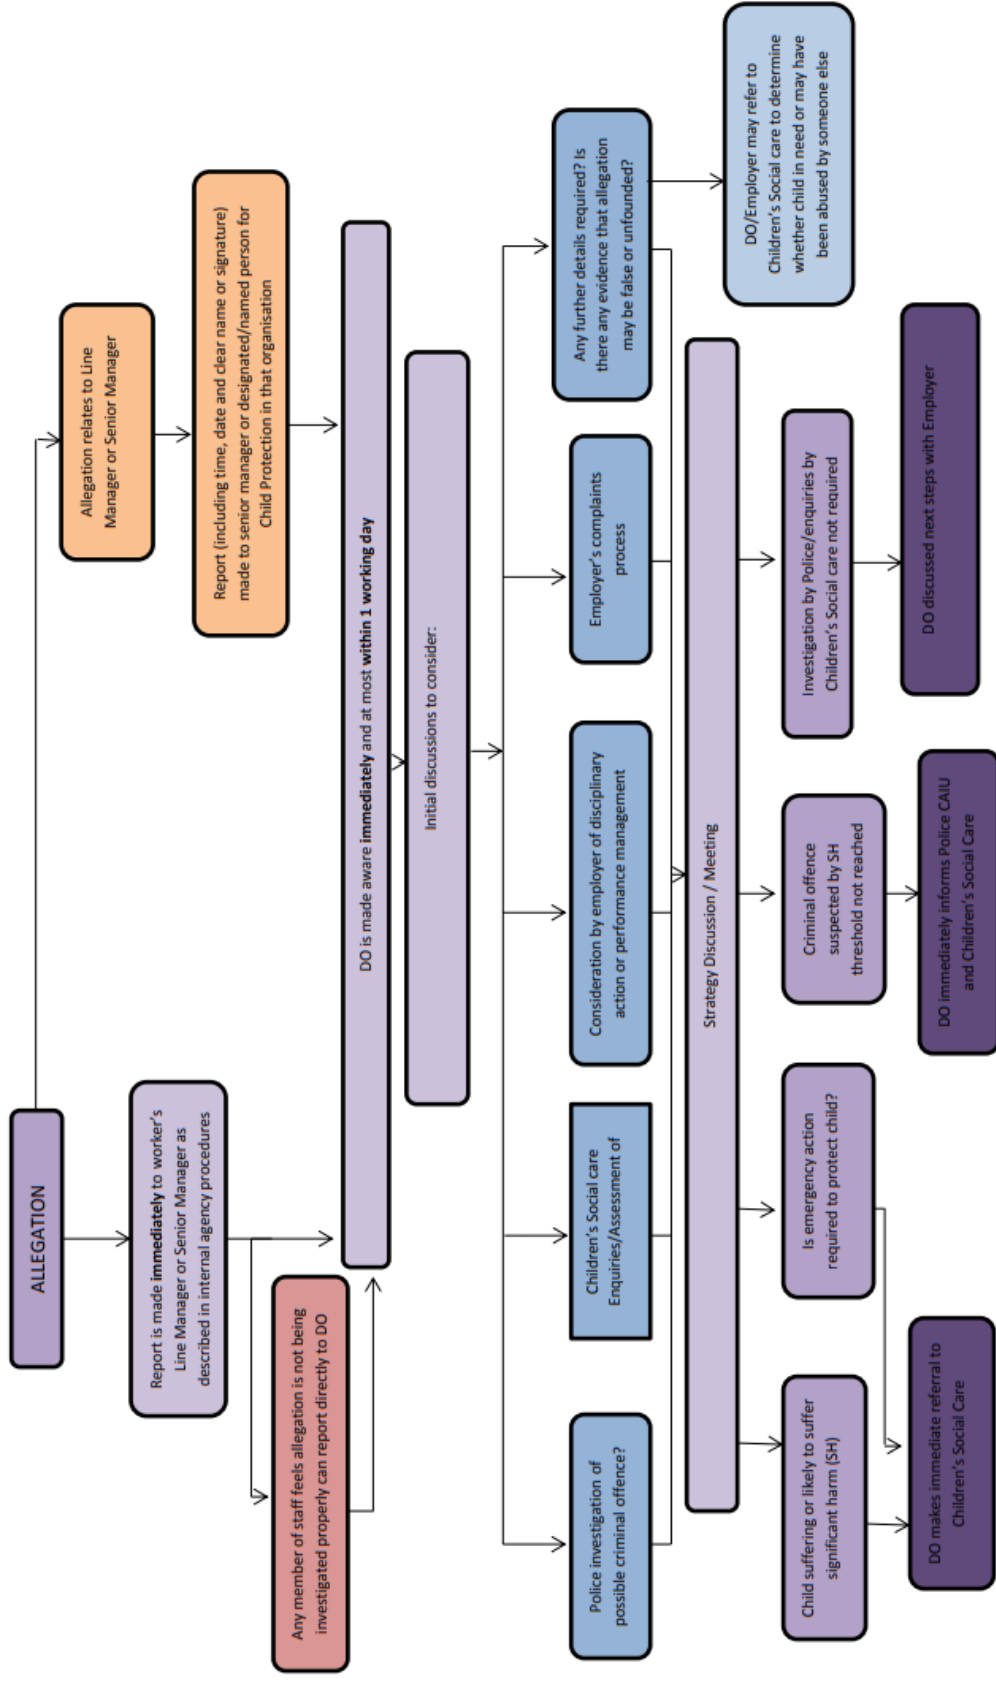 ALLEGATION
Allegation relates to Line
Manager or Senior Manager
Report is made immediately to worker's
Line Manager or Senior Manager as
described in internal agency procedures
Report (including time, date and clear name or signature)
made to senior manager or designated/named person for
Child Protection in that organisation
Any member of staff feels allegation is not being
investigated properly can report directly to DO
DO is made aware immediately and at most within 1 working day
Initial discussions to consider:
Police investigation of
possible criminal offence?
Children's Social care
Enquiries/Assessment of
Consideration by employer of disciplinary
action or performance management
Employer's complaints
process
Any further details required? Is
there any evidence that allegation
may be false or unfounded?
Strategy Discussion / Meeting
DO/Employer may refer to
Children's Social care to determine
whether child in need or may have
been abused by someone else
Child suffering or likely to suffer
significant harm (SH)
Is emergency action
required to protect child?
Criminal offence
suspected by SH
threshold not reached
Investigation by Police/enquiries by
Children's Social care not required
DO makes immediate referral to
Children's Social Care
DO immediately informs Police CAIU
and Children's Social Care
DO discussed next steps with Employer